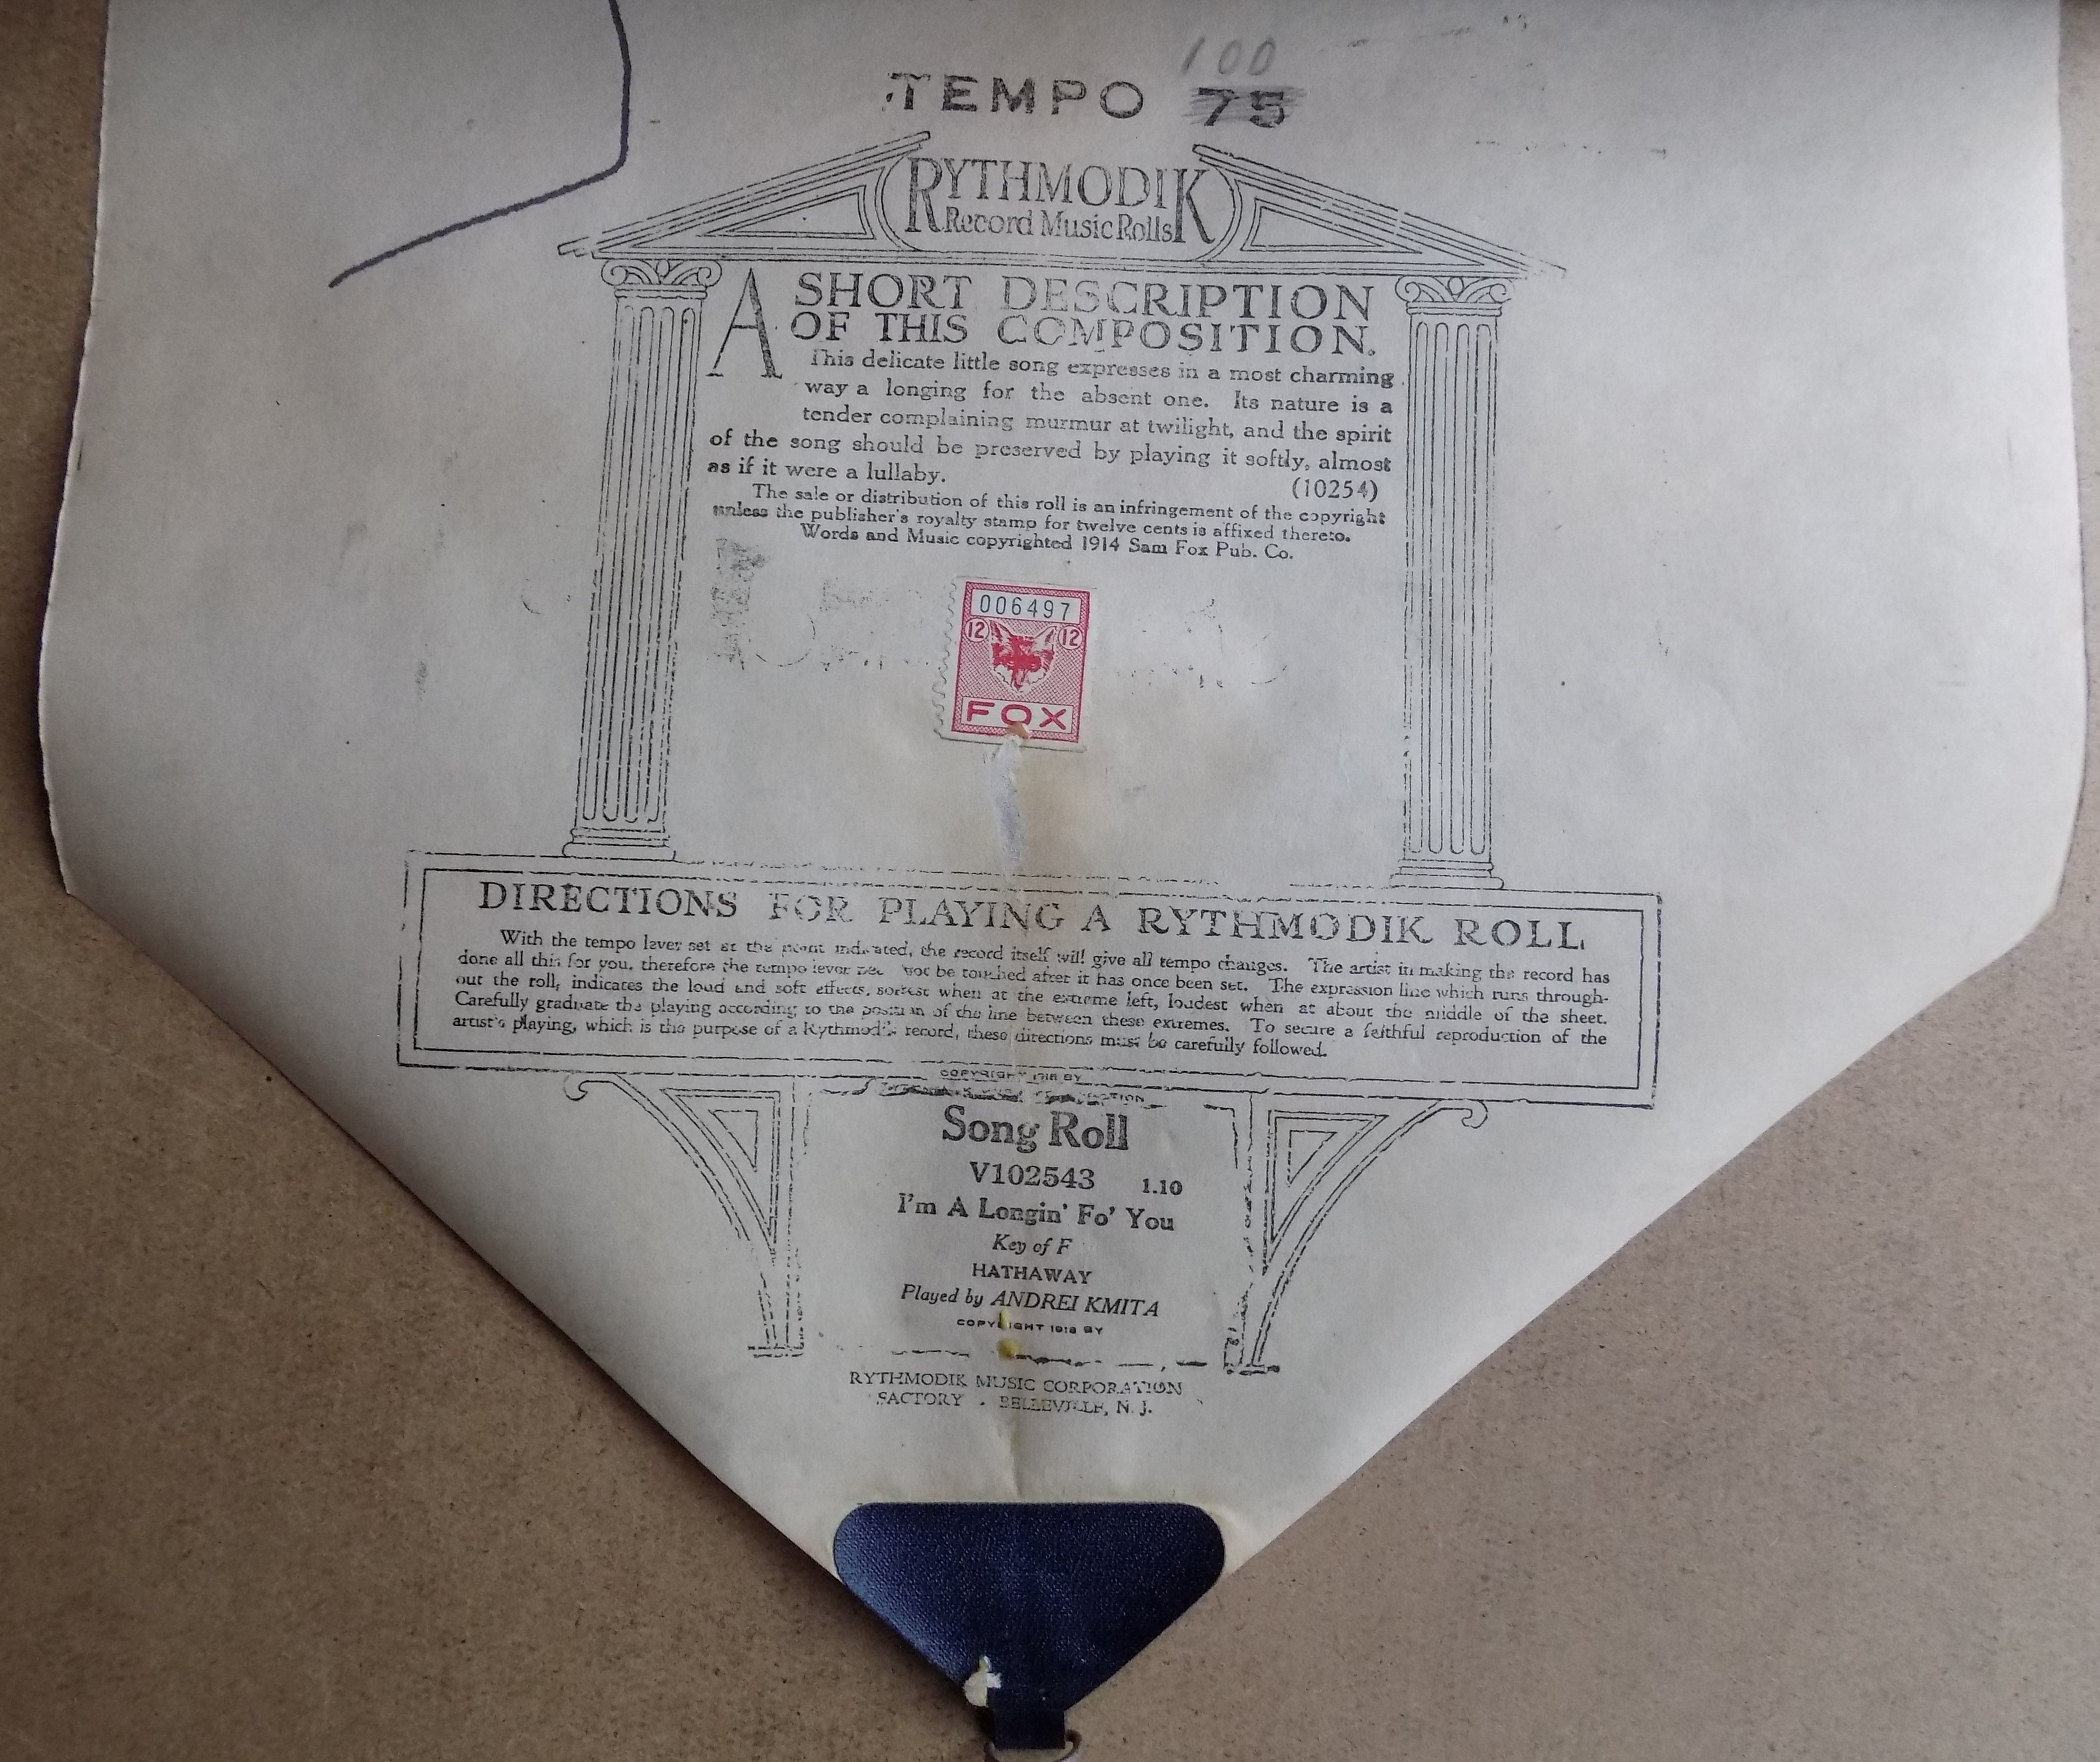 100
TEMPO 75
RYTHMODIK
Record Music Rolls
A SHORT DESCRIPTION
OF THIS COMPOSITION.
This delicate little song expresses in a most charming
way a longing for the absent one. Its nature is a
tender complaining murmur at twilight, and the spirit
of the song should be preserved by playing it softly, almost
as if it were a lullaby.
(10254)
The sale or distribution of this roll is an infringement of the copyright
unless the publisher's royalty stamp for twelve cents is affixed thereto.
Words and Music copyrighted 1914 Sam Fox Pub. Co.
006497
12 12
FOX
DIRECTIONS FOR PLAYING A RYTHMODIK ROLL
With the tempo lever set at the point indicated, the record itself will give all tempo changes. The artist in making the record has
done all this for you, therefore the tempo lever not be touched after it has once been set. The expression line which runs through-
out the roll, indicates the loud and soft effects, softest when at the extreme left, loudest when at about the middle of the sheet.
Carefully graduate the playing according to the position of the line between these extremes. To secure a faithful reproduction of the
artist's playing, which is the purpose of a Rythmodik record, these directions must be carefully followed.
COPYRIGHT BY
Song Roll
V102543 1.10
I'm A Longin' Fo' You
Key of F
HATHAWAY
Played by ANDREI KMITA
COPYRIGHT 1918 BY
RYTHMODIK MUSIC CORPORATION
FACTORY . BELLEVILLE, N. J.